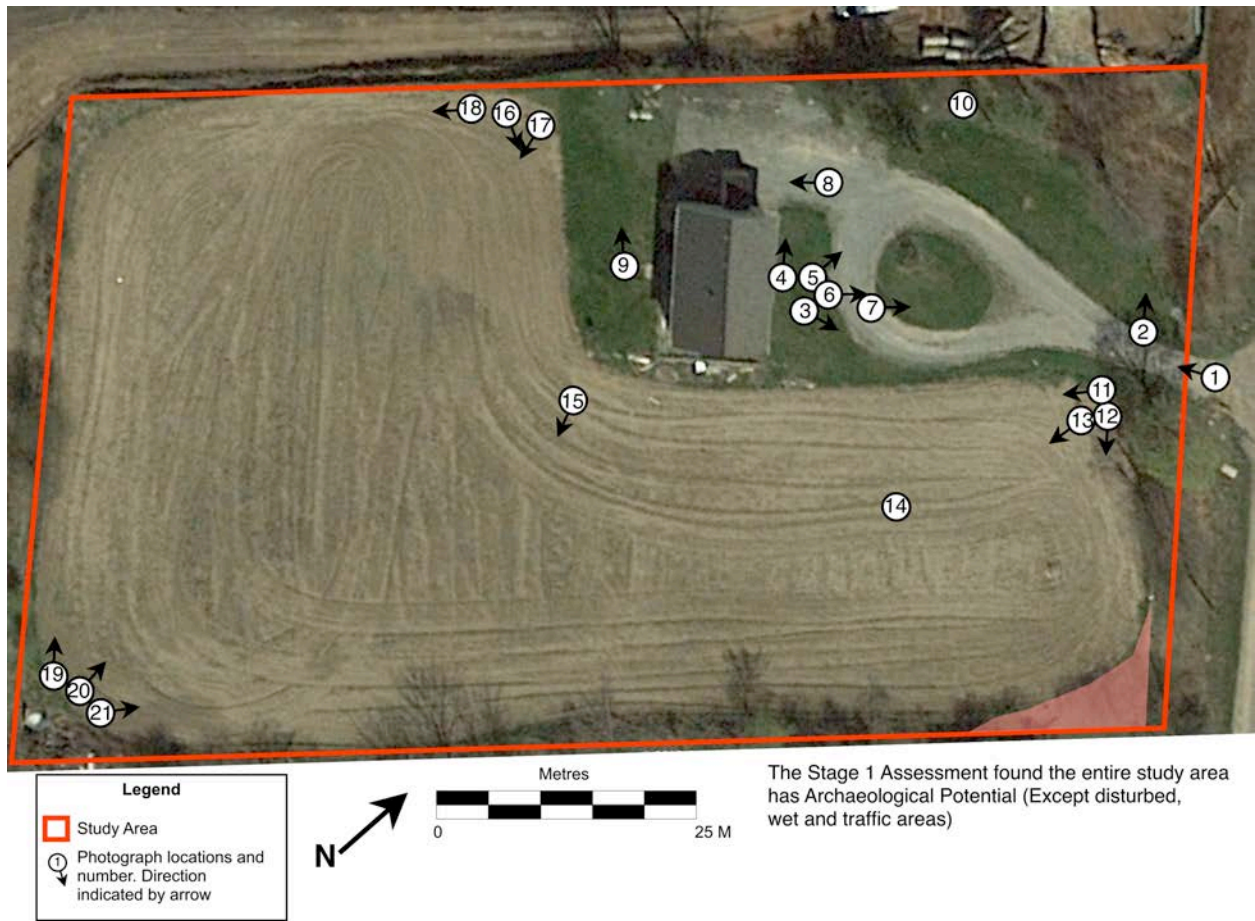 10
18
16
17
8
9
4
5
6
7
3
2
1
11
13
12
15
14
19
20
21
Legend
Study Area
1
Photograph locations and
number. Direction
indicated by arrow
N
Metres
0
25 M
The Stage 1 Assessment found the entire study area
has Archaeological Potential (Except disturbed,
wet and traffic areas)